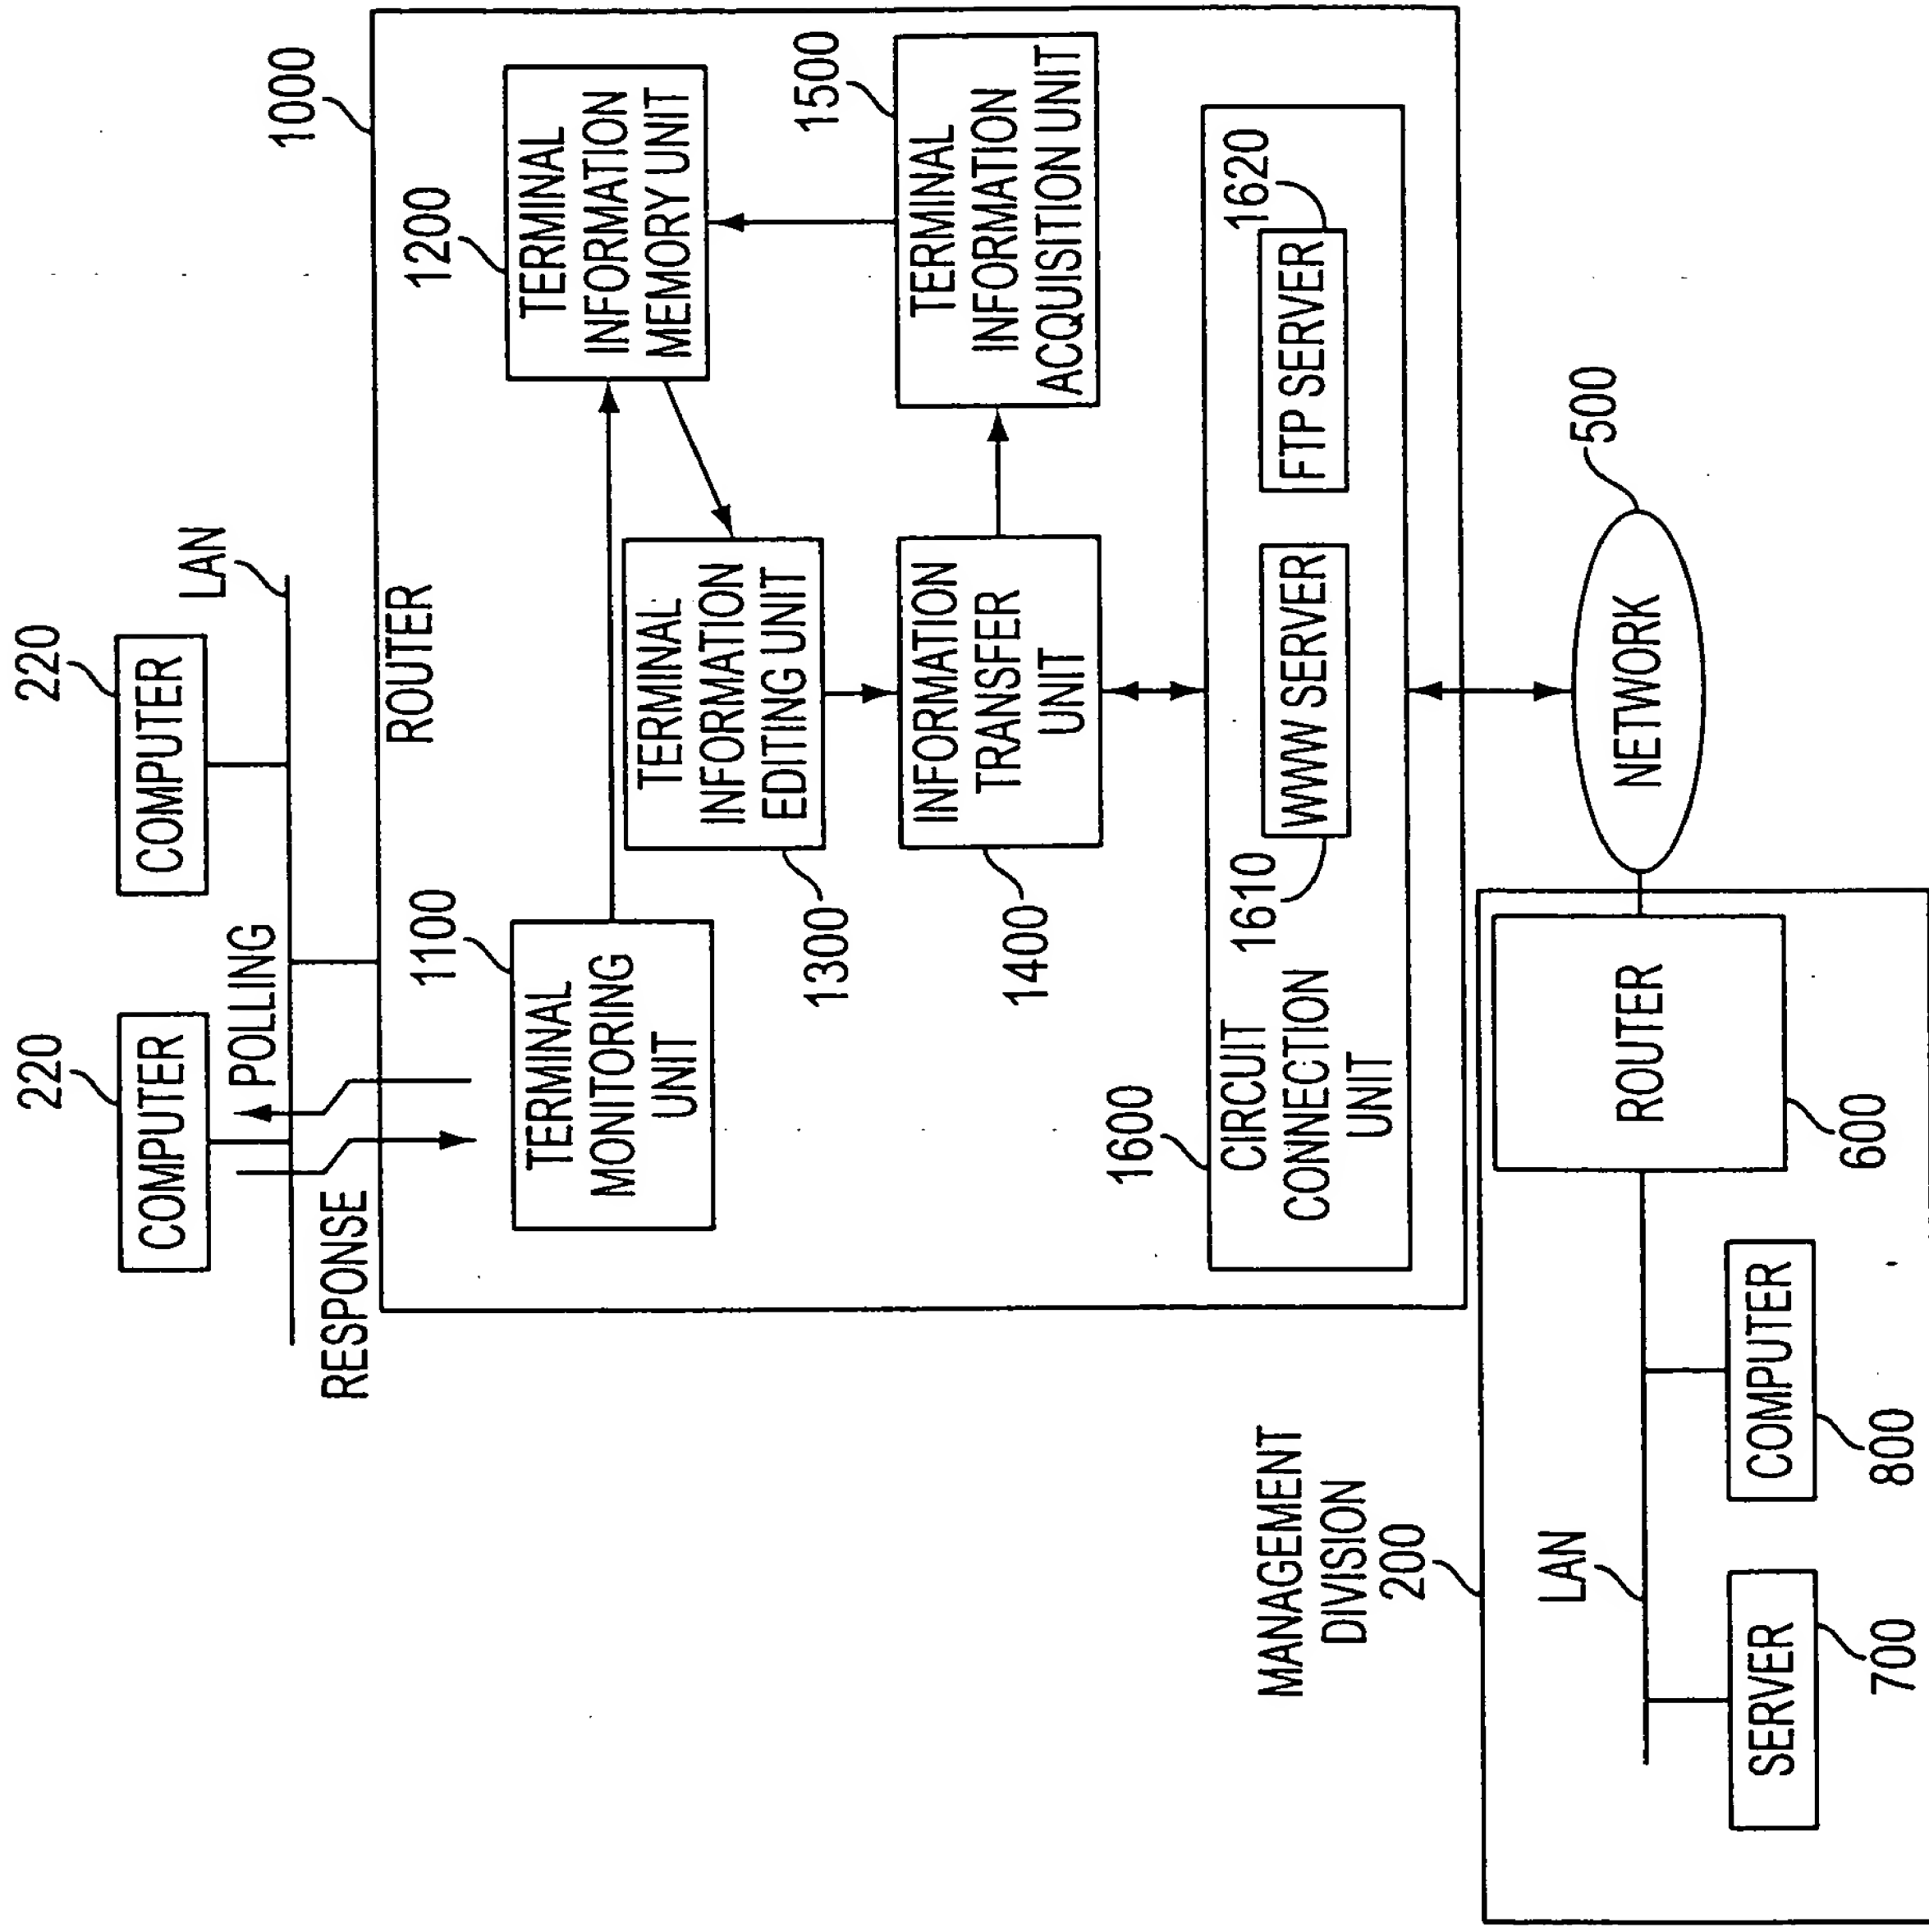 220
COMPUTER
220
COMPUTER
POLLING
LAN
RESPONSE
1000
ROUTER
1100
TERMINAL
MONITORING
UNIT
1200
TERMINAL
INFORMATION
MEMORY UNIT
TERMINAL
INFORMATION
EDITING UNIT
1300
1500
TERMINAL
INFORMATION
ACQUISITION UNIT
INFORMATION
TRANSFER
UNIT
1400
1600
CIRCUIT
CONNECTION
UNIT
1610
WWW SERVER
1620
FTP SERVER
500
NETWORK
MANAGEMENT
DIVISION
200
ROUTER
600
LAN
SERVER
700
COMPUTER
800